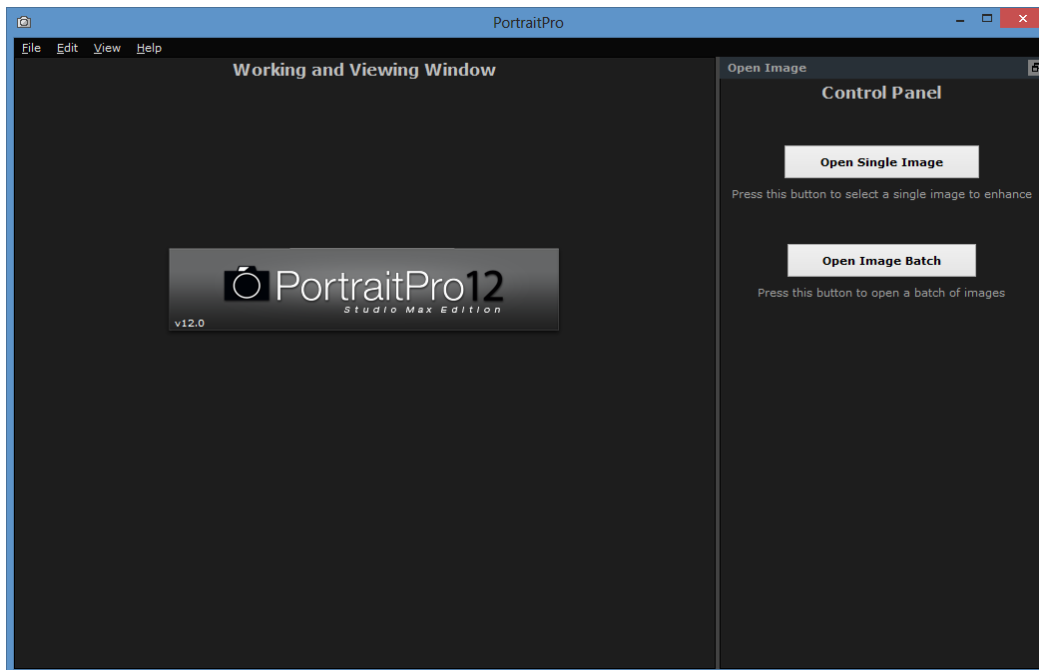 PortraitPro
File Edit View Help
Working and Viewing Window
Open Image
Control Panel
Open Single Image
Press this button to select a single image to enhance
Open Image Batch
Press this button to open a batch of images
PortraitPro12
Studio Max Edition
v12.0